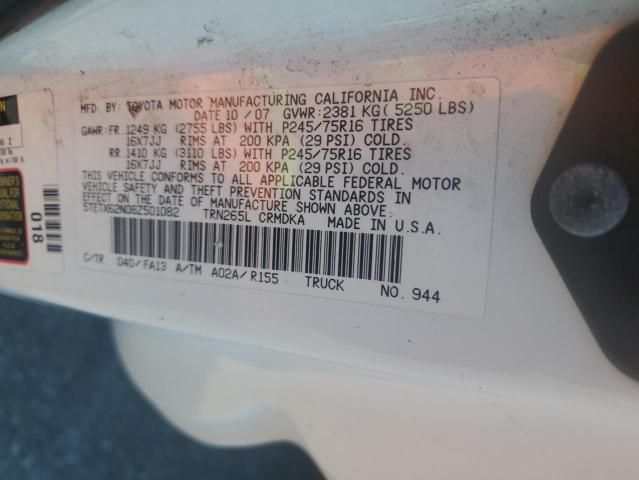 MFD BY: TOYOTA MOTOR MANUFACTURING CALIFORNIA INC.
DATE 10/07 GVWR:2381 KG(5250 LBS)
GAWR:FR.1249 KG (2755 LBS) WITH P245/75R16 TIRES
16X7JJ RIMS AT 200 KPA (29 PSI) COLD.
RR.1410 KG (3110 LBS) WITH P245/75R16 TIRES
16X7JJ RIMS AT 200 KPA (29 PSI) COLD.
THIS VEHICLE CONFORMS TO ALL APPLICABLE FEDERAL MOTOR
VEHICLE SAFETY AND THEFT PREVENTION STANDARDS IN
EFFECT ON THE DATE OF MANUFACTURE SHOWN ABOVE.
5TETX62N08Z501082 TRN265L CRMDKA MADE IN U.S.A.
C/TR 040/FA13 A/TM A02A/R155 TRUCK NO. 944
018